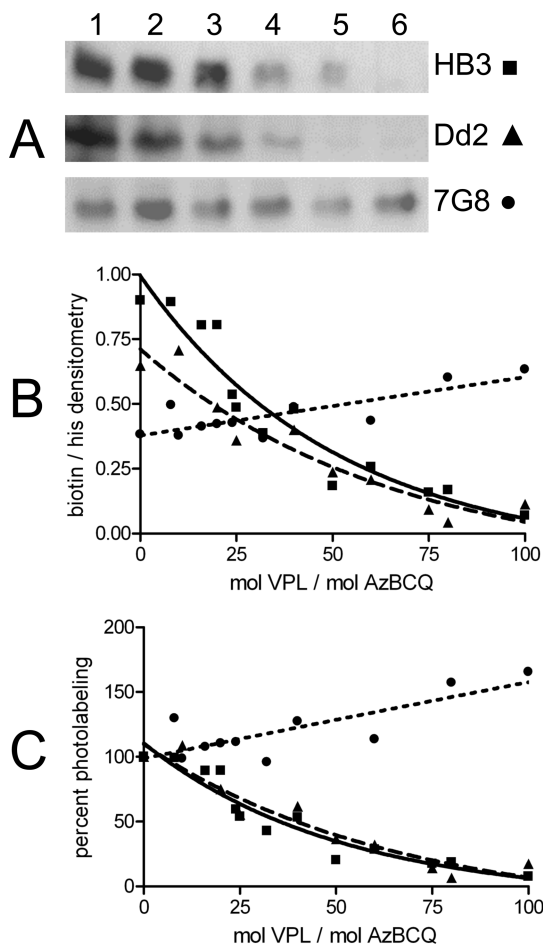 1 2 3 4 5 6
HB3 ■
A
Dd2 ▲
7G8 ●
B
biotin / his densitometry
1.00
0.75
0.50
0.25
0.00
0 25 50 75 100
mol VPL / mol AzBCQ
C
percent photolabeling
200
150
100
50
0
0 25 50 75 100
mol VPL / mol AzBCQ